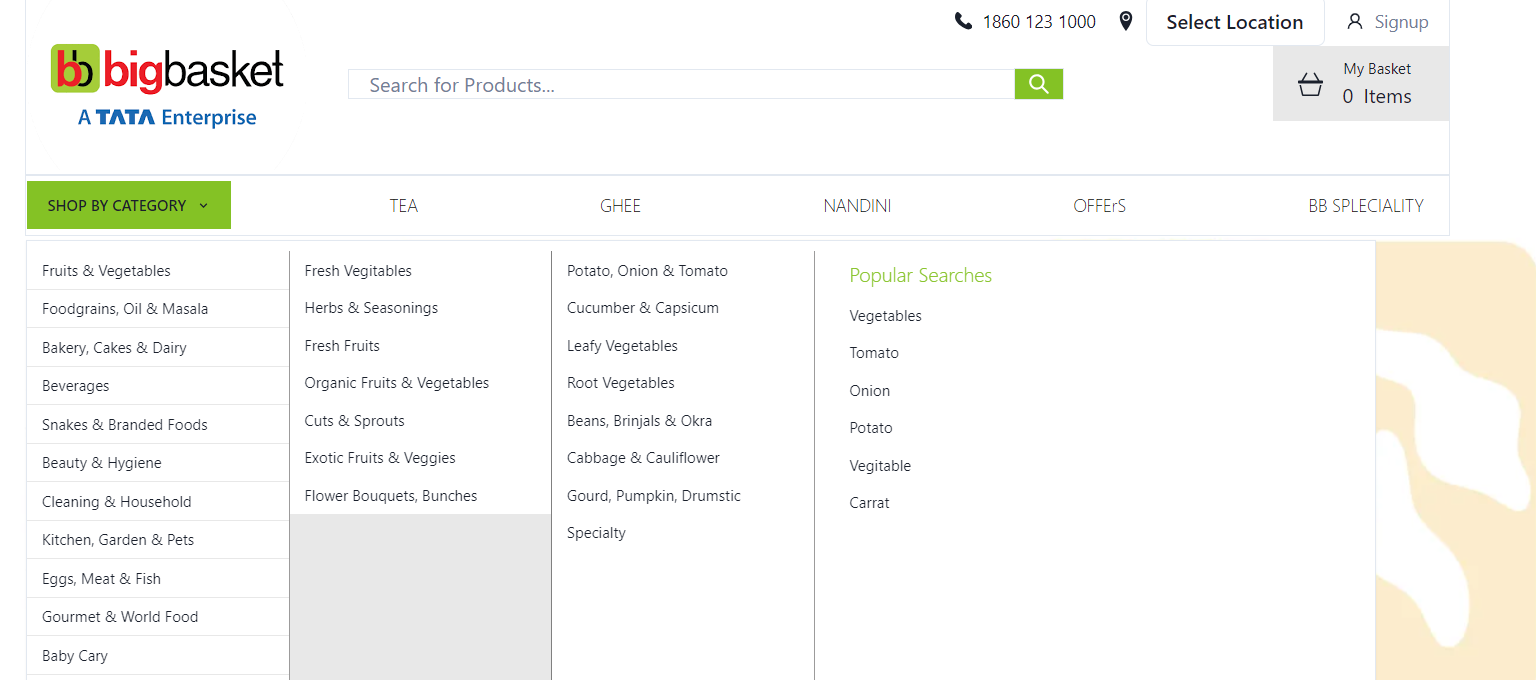 1860 123 1000
Select Location
Signup
bb bigbasket
A TATA Enterprise
Search for Products...
My Basket
0 Items
SHOP BY CATEGORY
TEA
GHEE
NANDINI
OFFErS
BB SPLECIALITY
Fruits & Vegetables
Foodgrains, Oil & Masala
Bakery, Cakes & Dairy
Beverages
Snakes & Branded Foods
Beauty & Hygiene
Cleaning & Household
Kitchen, Garden & Pets
Eggs, Meat & Fish
Gourmet & World Food
Baby Cary
Fresh Vegitables
Herbs & Seasonings
Fresh Fruits
Organic Fruits & Vegetables
Cuts & Sprouts
Exotic Fruits & Veggies
Flower Bouquets, Bunches
Potato, Onion & Tomato
Cucumber & Capsicum
Leafy Vegetables
Root Vegetables
Beans, Brinjals & Okra
Cabbage & Cauliflower
Gourd, Pumpkin, Drumstic
Specialty
Popular Searches
Vegetables
Tomato
Onion
Potato
Vegitable
Carrat